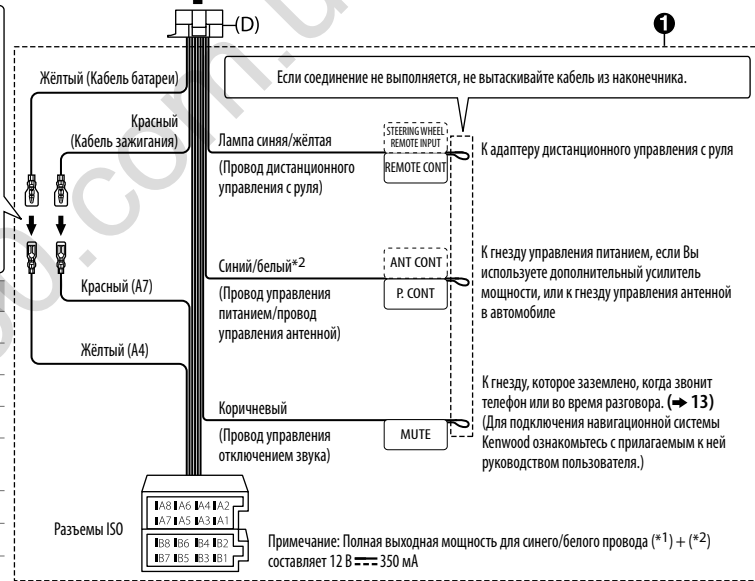 (D)
1
Жёлтый (Кабель батареи)
Если соединение не выполняется, не вытаскивайте кабель из наконечника.
Красный
(Кабель зажигания)
Лампа синяя/жёлтая
(Провод дистанционного
управления с руля)
STEERING WHEEL
REMOTE INPUT
REMOTE CONT
К адаптеру дистанционного управления с руля
Синий/белый*2
(Провод управления
питанием/провод
управления антенной)
ANT CONT
P. CONT
К гнезду управления питанием, если Вы
используете дополнительный усилитель
мощности, или к гнезду управления антенной
в автомобиле
Красный (A7)
Жёлтый (A4)
Коричневый
(Провод управления
отключением звука)
MUTE
К гнезду, которое заземлено, когда звонит
телефон или во время разговора. (➜ 13)
(Для подключения навигационной системы
Kenwood ознакомьтесь с прилагаемым к ней
руководством пользователя.)
Разъемы ISO
A8 A6 A4 A2
A7 A5 A3 A1
B8 B6 B4 B2
B7 B5 B3 B1
Примечание: Полная выходная мощность для синего/белого провода (*1) + (*2)
составляет 12 В ⎓ 350 мА